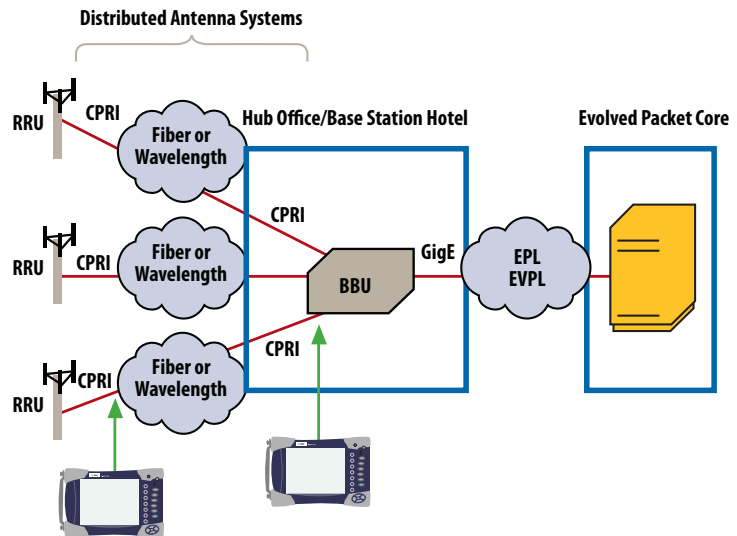 Distributed Antenna Systems
CPRI
RRU
Fiber or
Wavelength
Hub Office/Base Station Hotel
Evolved Packet Core
CPRI
RRU
CPRI
Fiber or
Wavelength
BBU
GigE
EPL
EVPL
CPRI
RRU
CPRI
Fiber or
Wavelength